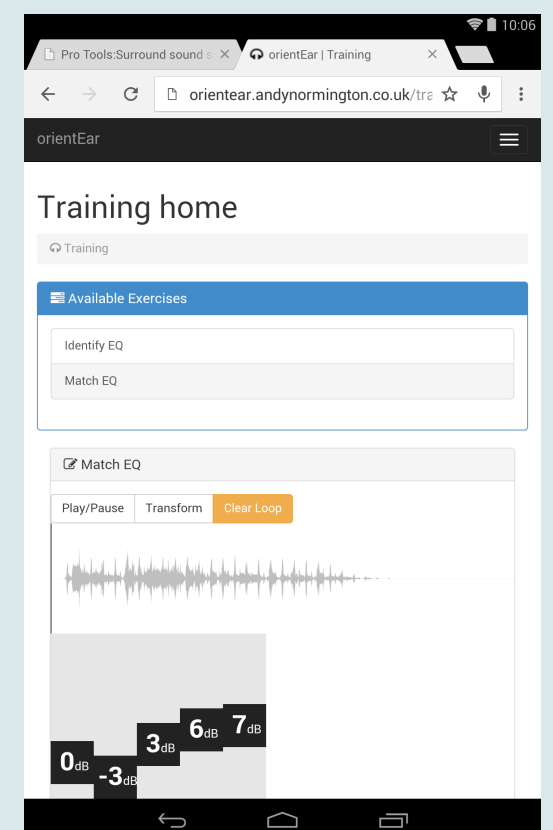 10:06
Pro Tools:Surround sound s
orientEar | Training
orientear.andynormington.co.uk/tra
orientEar
Training home
Training
Available Exercises
Identify EQ
Match EQ
Match EQ
Play/Pause Transform Clear Loop
0dB -3dB 3dB 6dB 7dB